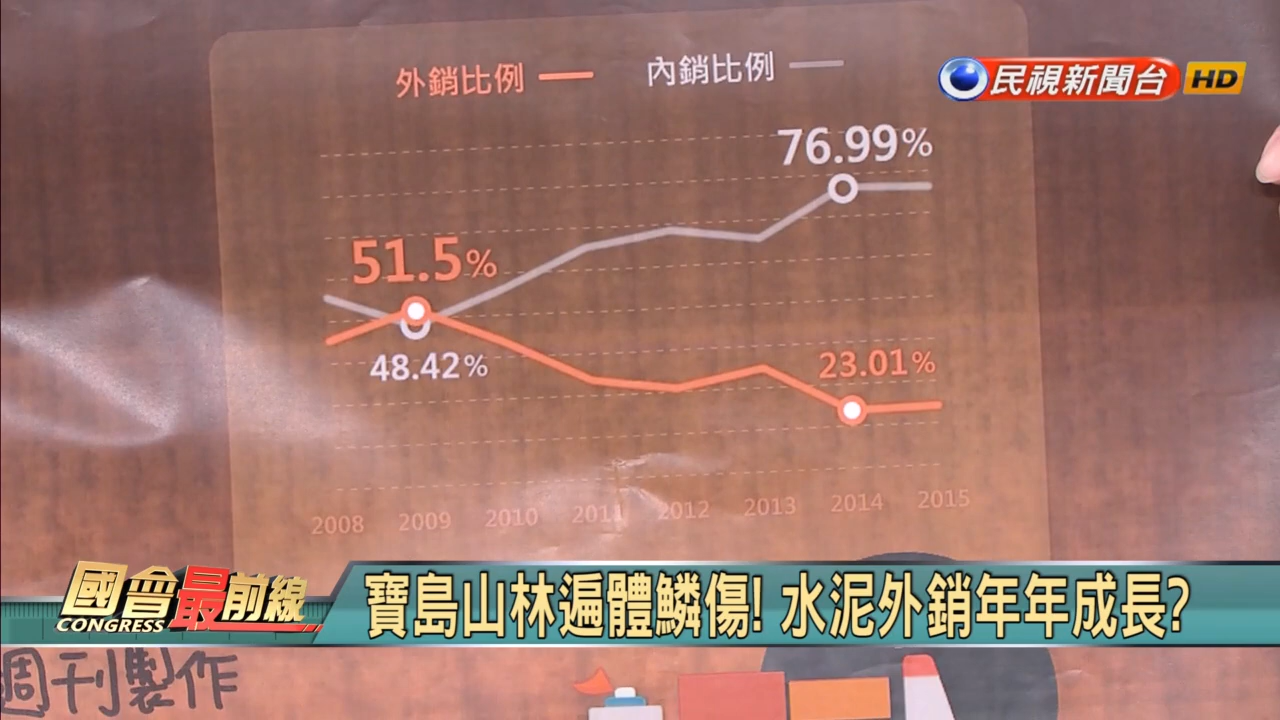 外銷比例 內銷比例
民視新聞台 HD
76.99%
51.5%
48.42%
23.01%
2008 2009 2010 2011 2012 2013 2014 2015
國會最前線
CONGRESS
寶島山林遍體鱗傷! 水泥外銷年年成長?
周刊製作